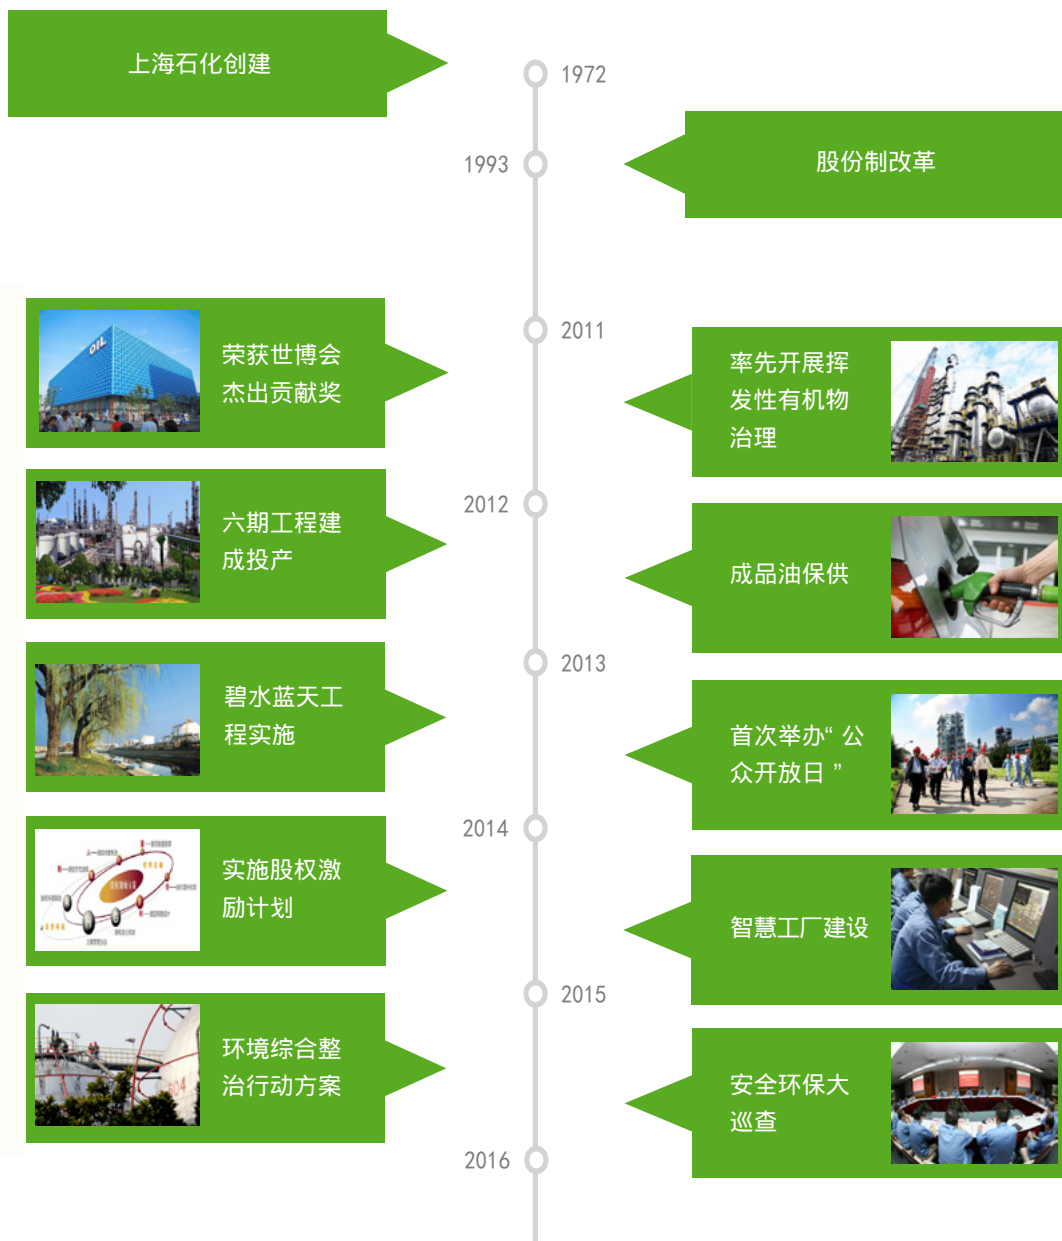 上海石化创建
1972
1993
股份制改革
2011
荣获世博会
杰出贡献奖
OIL
率先开展挥
发性有机物
治理
2012
六期工程建
成投产
成品油保供
2013
碧水蓝天工
程实施
首次举办“ 公
众开放日 ”
2014
实施股权激
励计划
智慧工厂建设
2015
环境综合整
治行动方案
504
安全环保大
巡查
2016